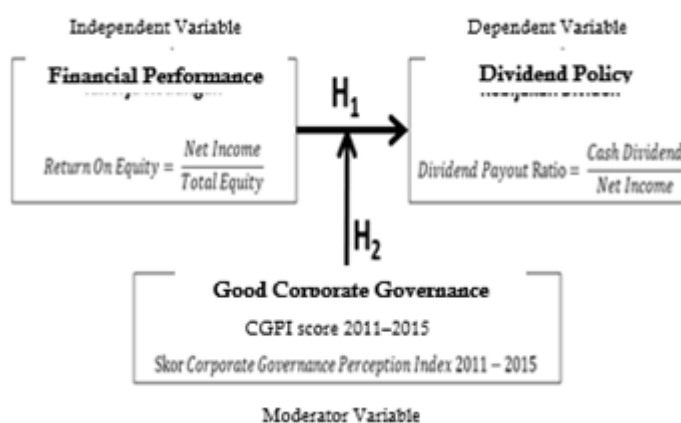 Independent Variable
Dependent Variable
Financial Performance
Dividend Policy
H1
Return On Equity = Net Income / Total Equity
Dividend Payout Ratio = Cash Dividend / Net Income
H2
Good Corporate Governance
CGPI score 2011–2015
Skor Corporate Governance Perception Index 2011 – 2015
Moderator Variable